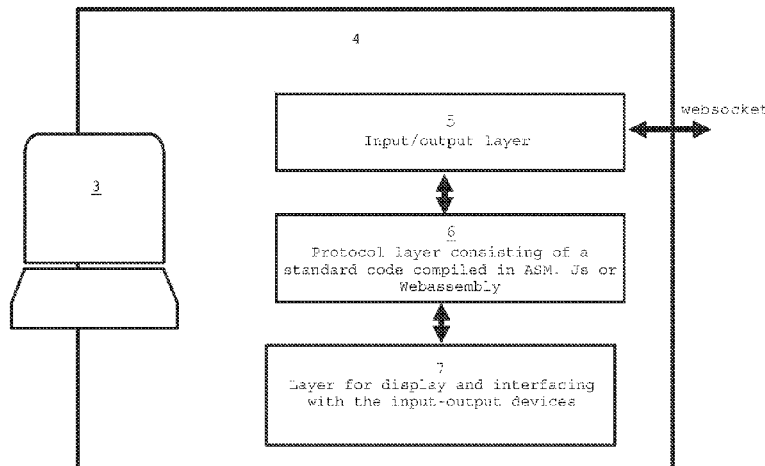 4
5
Input/output layer
websocket
3
6
Protocol layer consisting of a
standard code compiled in ASM. Js or
Webassembly
7
Layer for display and interfacing
with the input-output devices